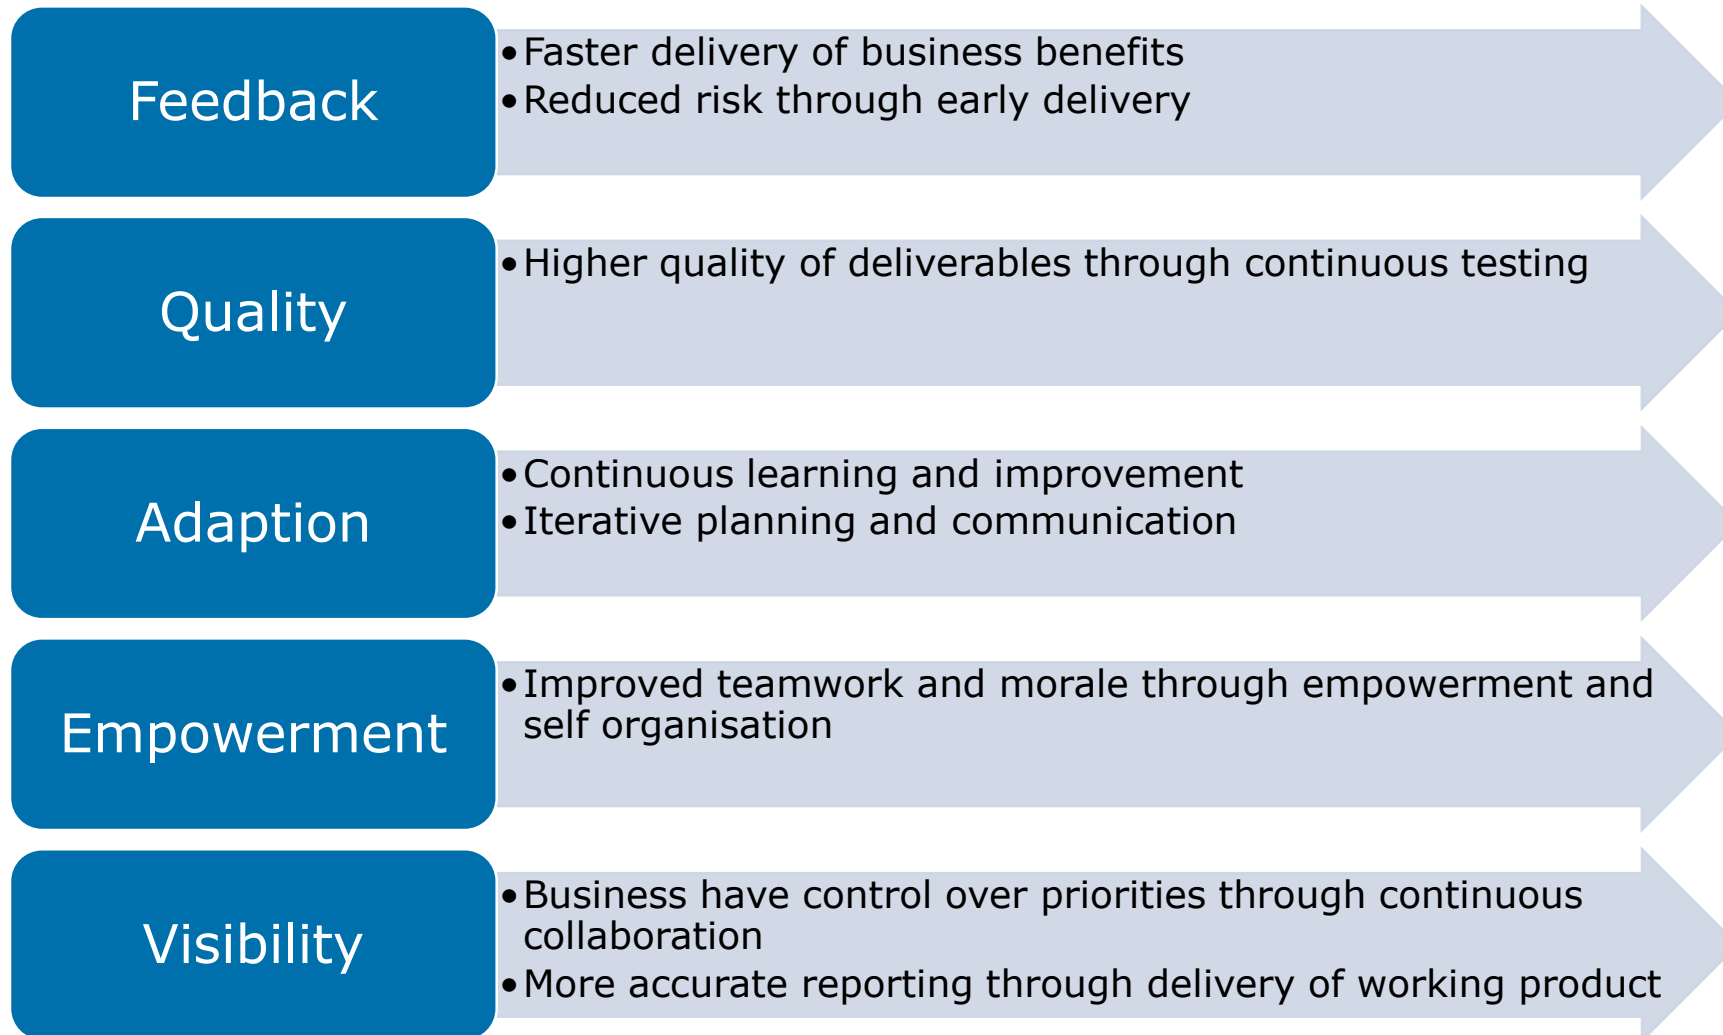 Feedback
•Faster delivery of business benefits
•Reduced risk through early delivery
Quality
•Higher quality of deliverables through continuous testing
Adaption
•Continuous learning and improvement
•Iterative planning and communication
Empowerment
•Improved teamwork and morale through empowerment and
self organisation
Visibility
•Business have control over priorities through continuous
collaboration
•More accurate reporting through delivery of working product